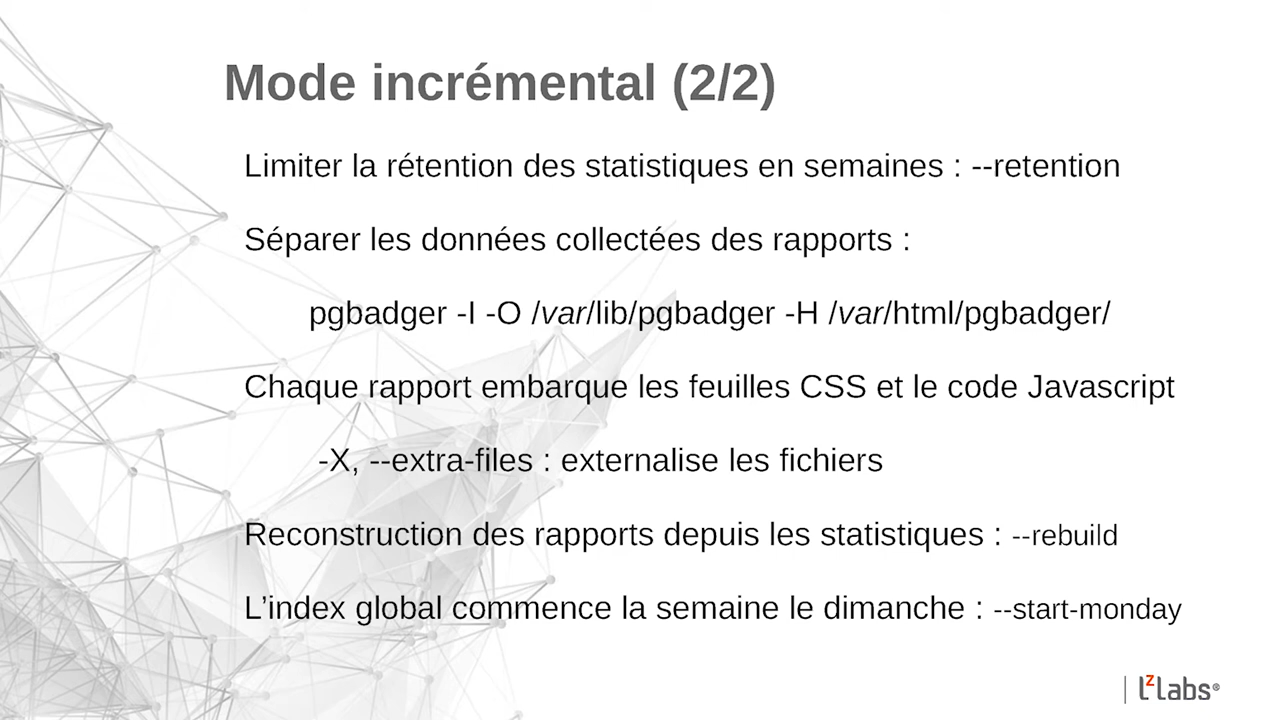 Mode incrémental (2/2)
Limiter la rétention des statistiques en semaines : --retention
Séparer les données collectées des rapports :
pgbadger -I -O /var/lib/pgbadger -H /var/html/pgbadger/
Chaque rapport embarque les feuilles CSS et le code Javascript
-X, --extra-files : externalise les fichiers
Reconstruction des rapports depuis les statistiques : --rebuild
L’index global commence la semaine le dimanche : --start-monday
LzLabs®